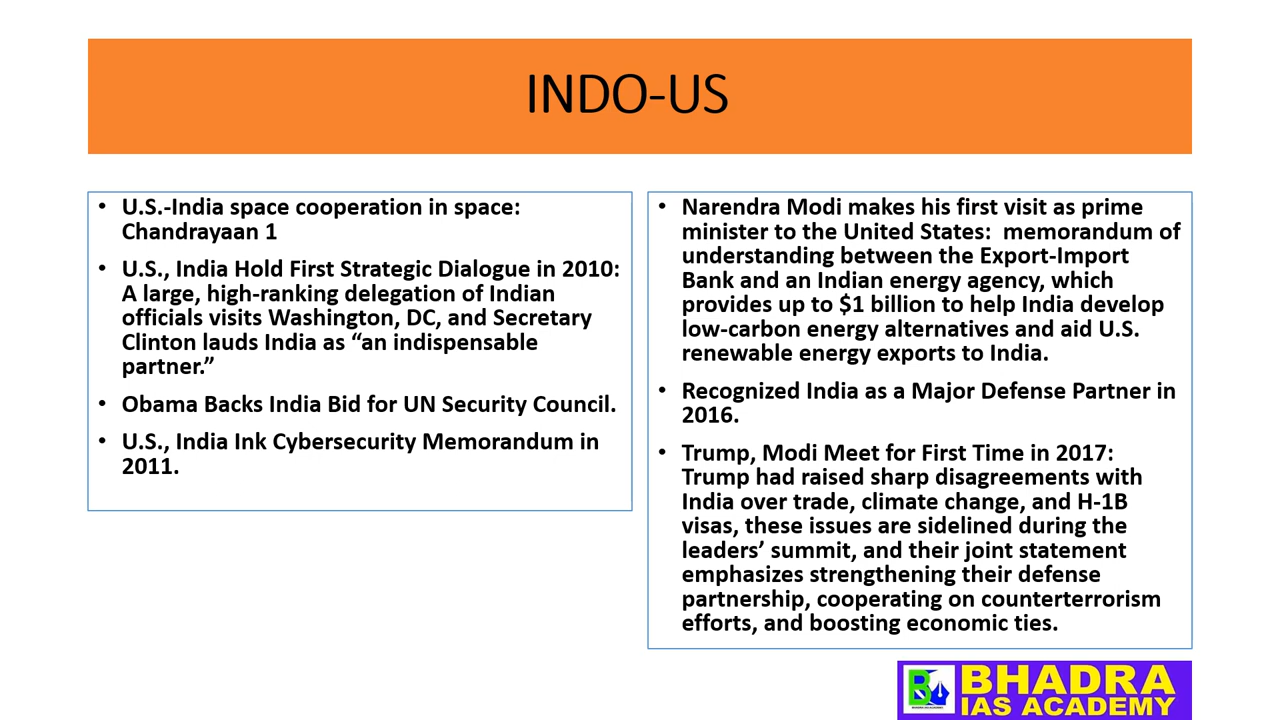 INDO-US
• U.S.-India space cooperation in space:
Chandrayaan 1
• U.S., India Hold First Strategic Dialogue in 2010:
A large, high-ranking delegation of Indian
officials visits Washington, DC, and Secretary
Clinton lauds India as “an indispensable
partner.”
• Obama Backs India Bid for UN Security Council.
• U.S., India Ink Cybersecurity Memorandum in
2011.
• Narendra Modi makes his first visit as prime
minister to the United States:  memorandum of
understanding between the Export-Import
Bank and an Indian energy agency, which
provides up to $1 billion to help India develop
low-carbon energy alternatives and aid U.S.
renewable energy exports to India.
• Recognized India as a Major Defense Partner in
2016.
• Trump, Modi Meet for First Time in 2017:
Trump had raised sharp disagreements with
India over trade, climate change, and H-1B
visas, these issues are sidelined during the
leaders’ summit, and their joint statement
emphasizes strengthening their defense
partnership, cooperating on counterterrorism
efforts, and boosting economic ties.
BHADRA
IAS ACADEMY